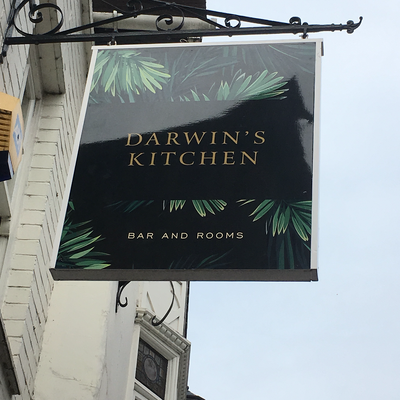 DARWIN'S
KITCHEN
BAR AND ROOMS